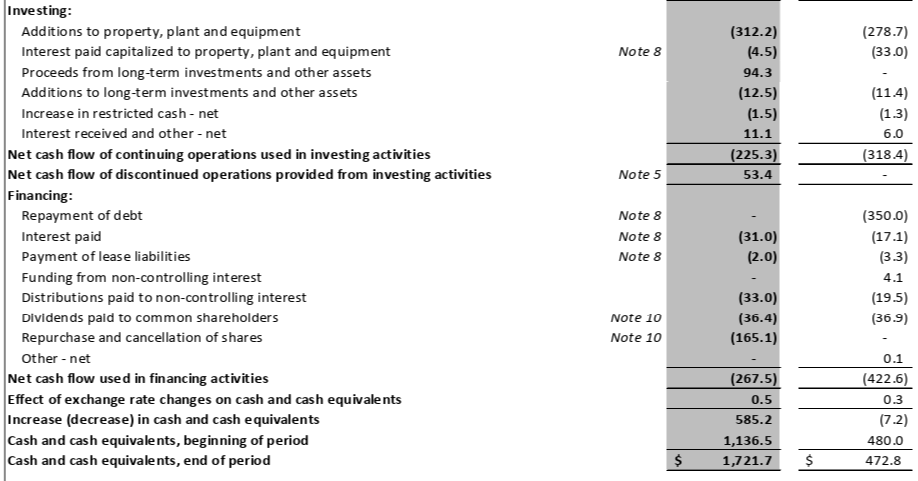 Investing:
Additions to property, plant and equipment (312.2) (278.7)
Interest paid capitalized to property, plant and equipment Note 8 (4.5) (33.0)
Proceeds from long-term investments and other assets 94.3 -
Additions to long-term investments and other assets (12.5) (11.4)
Increase in restricted cash - net (1.5) (1.3)
Interest received and other - net 11.1 6.0
Net cash flow of continuing operations used in investing activities (225.3) (318.4)
Net cash flow of discontinued operations provided from investing activities Note 5 53.4 -
Financing:
Repayment of debt Note 8 - (350.0)
Interest paid Note 8 (31.0) (17.1)
Payment of lease liabilities Note 8 (2.0) (3.3)
Funding from non-controlling interest - 4.1
Distributions paid to non-controlling interest (33.0) (19.5)
Dividends paid to common shareholders Note 10 (36.4) (36.9)
Repurchase and cancellation of shares Note 10 (165.1) -
Other - net - 0.1
Net cash flow used in financing activities (267.5) (422.6)
Effect of exchange rate changes on cash and cash equivalents 0.5 0.3
Increase (decrease) in cash and cash equivalents 585.2 (7.2)
Cash and cash equivalents, beginning of period 1,136.5 480.0
Cash and cash equivalents, end of period $ 1,721.7 $ 472.8